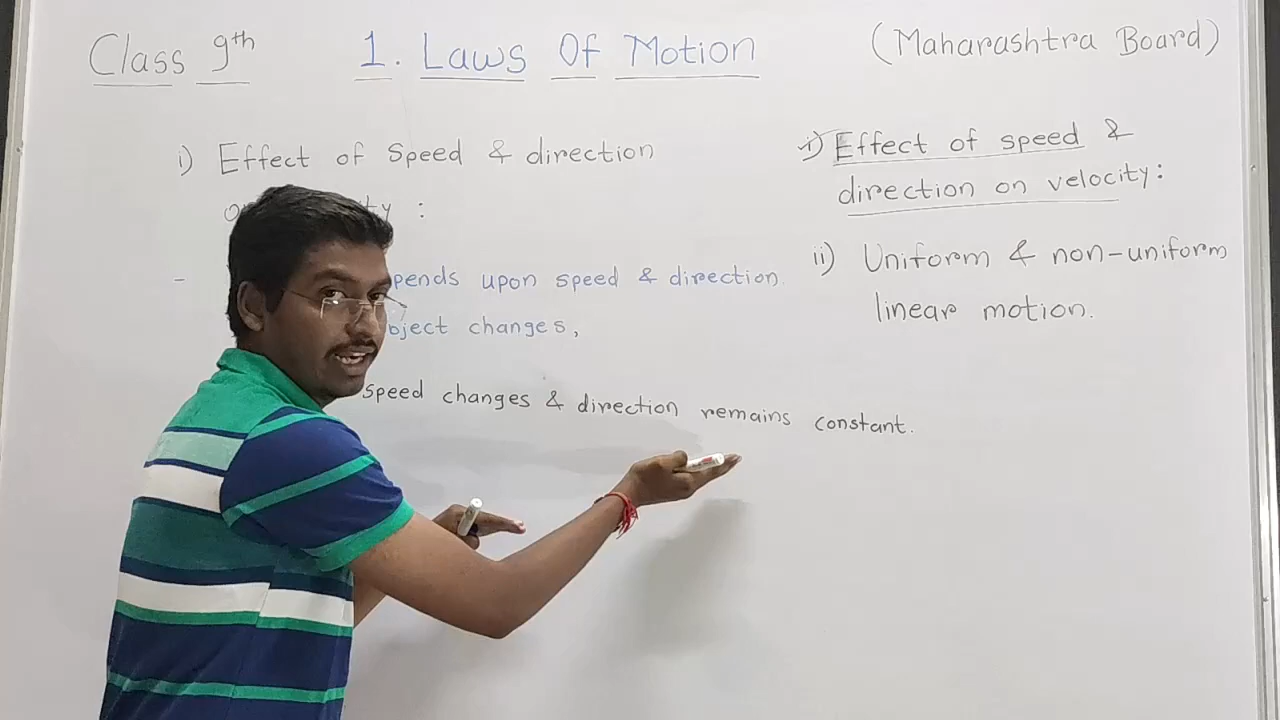 Class 9th 1. Laws Of Motion (Maharashtra Board)
i) Effect of Speed & direction
:
- pends upon speed & direction.
bject changes,
speed changes & direction remains constant.
i) Effect of speed &
direction on velocity:
ii) Uniform & non-uniform
linear motion.